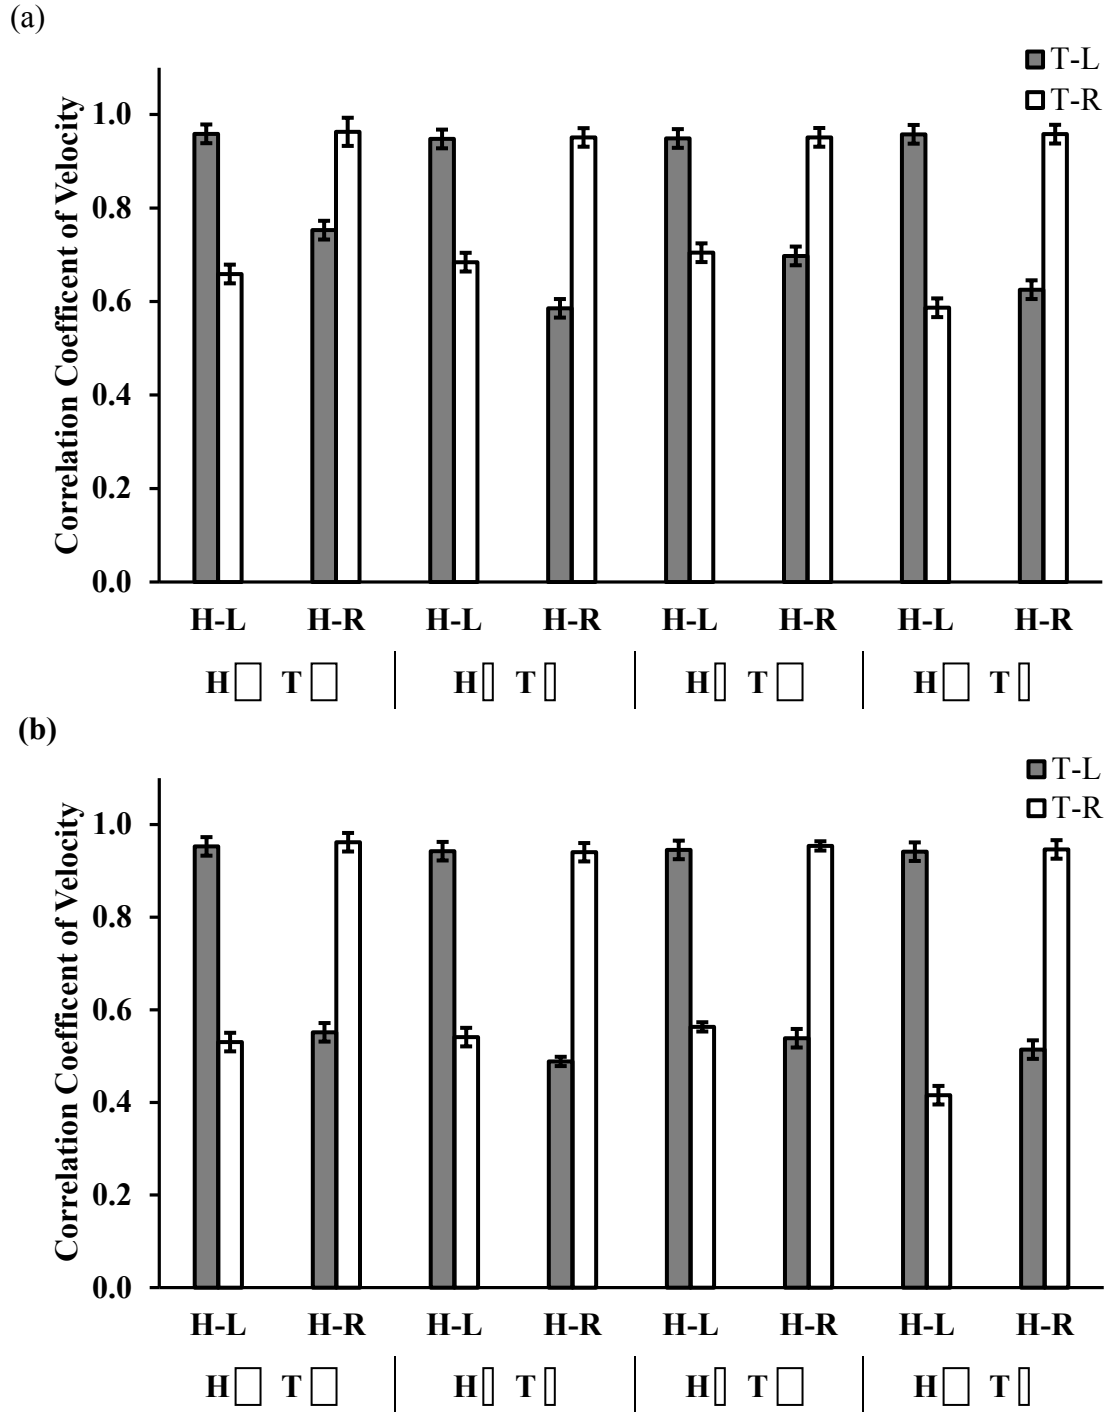 (a)
T-L
T-R
Correlation Coefficent of Velocity
1.0
0.8
0.6
0.4
0.2
0.0
H-L H-R H-L H-R H-L H-R H-L H-R
H T H T H T H T
(b)
T-L
T-R
Correlation Coefficent of Velocity
1.0
0.8
0.6
0.4
0.2
0.0
H-L H-R H-L H-R H-L H-R H-L H-R
H T H T H T H T